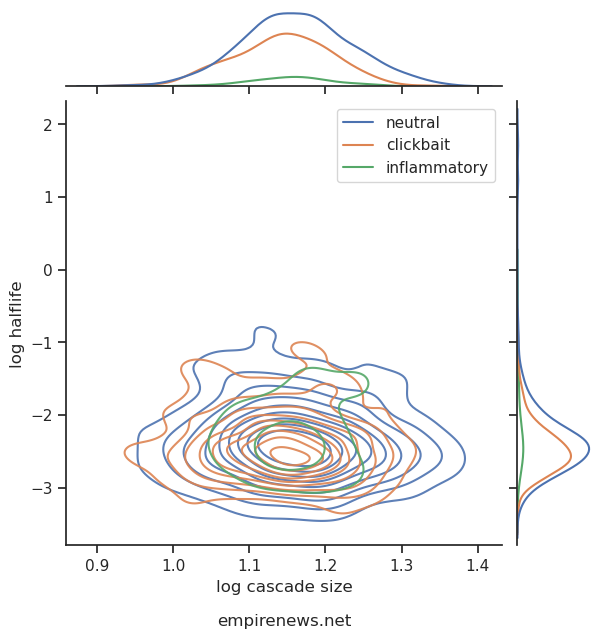 neutral
clickbait
inflammatory
2
1
0
−1
−2
−3
log halflife
0.9 1.0 1.1 1.2 1.3 1.4
log cascade size
empirenews.net